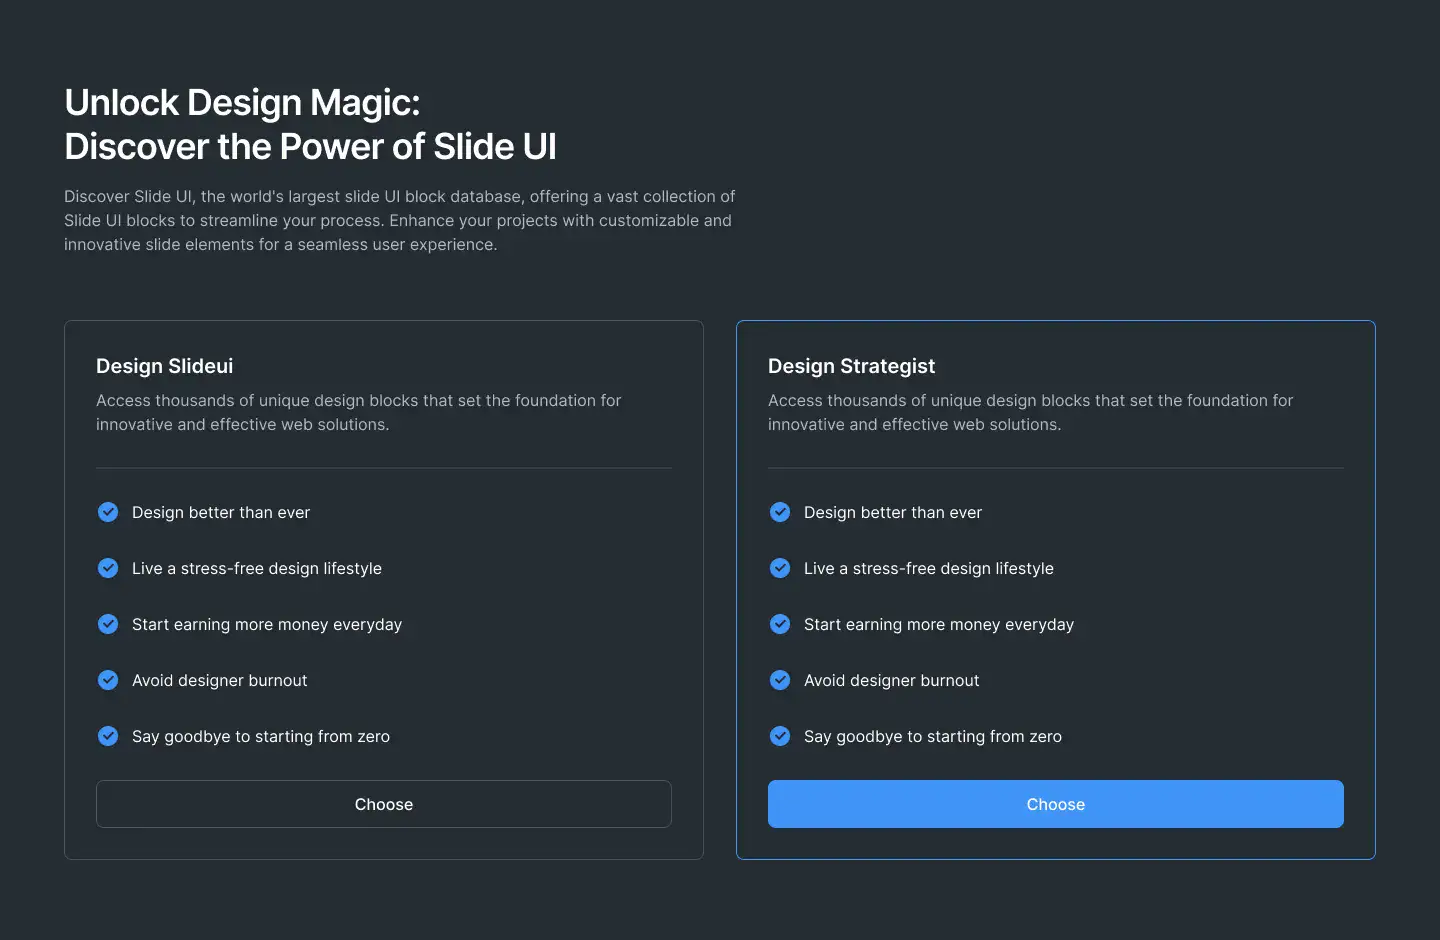 Unlock Design Magic:
Discover the Power of Slide UI
Discover Slide UI, the world's largest slide UI block database, offering a vast collection of
Slide UI blocks to streamline your process. Enhance your projects with customizable and
innovative slide elements for a seamless user experience.
Design Slideui
Access thousands of unique design blocks that set the foundation for
innovative and effective web solutions.
Design better than ever
Live a stress-free design lifestyle
Start earning more money everyday
Avoid designer burnout
Say goodbye to starting from zero
Choose
Design Strategist
Access thousands of unique design blocks that set the foundation for
innovative and effective web solutions.
Design better than ever
Live a stress-free design lifestyle
Start earning more money everyday
Avoid designer burnout
Say goodbye to starting from zero
Choose